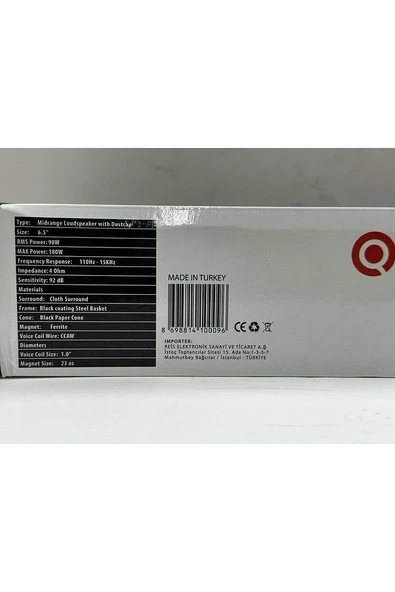 Type: Midrange Loudspeaker with Dustcap
Size: 6.5"
RMS Power: 90W
MAX Power: 180W
Frequency Response: 110Hz - 15KHz
Impedance: 4 Ohm
Sensitivity: 92 dB
Materials
Surround: Cloth Surround
Frame: Black coating Steel Basket
Cone: Black Paper Cone
Magnet: Ferrite
Voice Coil Wire: CCAW
Diameters
Voice Coil Size: 1.0"
Magnet Size: 23 oz
MADE IN TURKEY
8 698814 100096
CE
IMPORTER:
REİS ELEKTRONİK SANAYİ VE TİCARET A.Ş
İstoç Toptancılar Sitesi 15. Ada No:1-3-5-7
Mahmutbey Bağcılar / İstanbul - TÜRKİYE